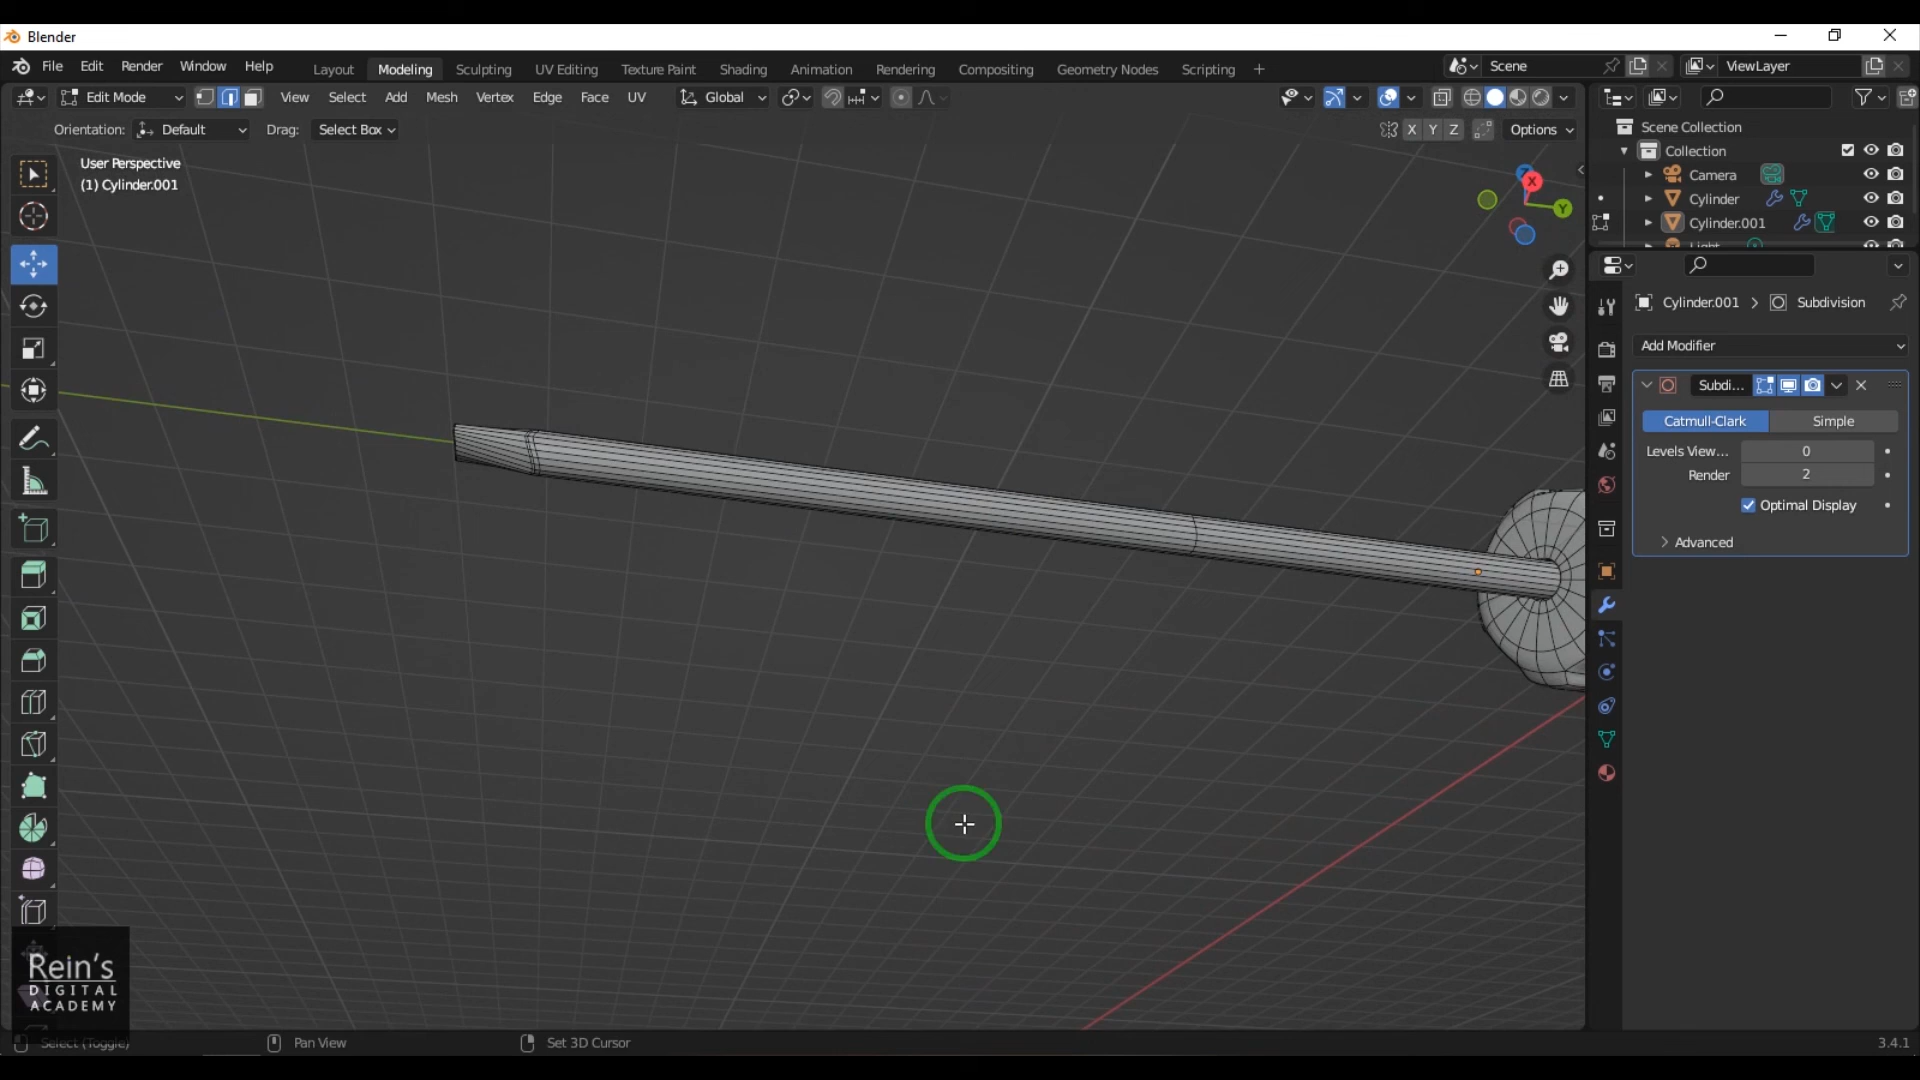 Blender
File Edit Render Window Help Layout Modeling Sculpting UV Editing Texture Paint Shading Animation Rendering Compositing Geometry Nodes Scripting + Scene ViewLayer
Edit Mode View Select Add Mesh Vertex Edge Face UV Global
Orientation: Default Drag: Select Box X Y Z Options
User Perspective
(1) Cylinder.001
X
Y
Z
Scene Collection
Collection
Camera
Cylinder
Cylinder.001
Light
Cylinder.001 > Subdivision
Add Modifier
Subdi...
Catmull-Clark Simple
Levels View... 0
Render 2
Optimal Display
Advanced
Rein's
DIGITAL
ACADEMY
Select (Toggle) Pan View Set 3D Cursor 3.4.1